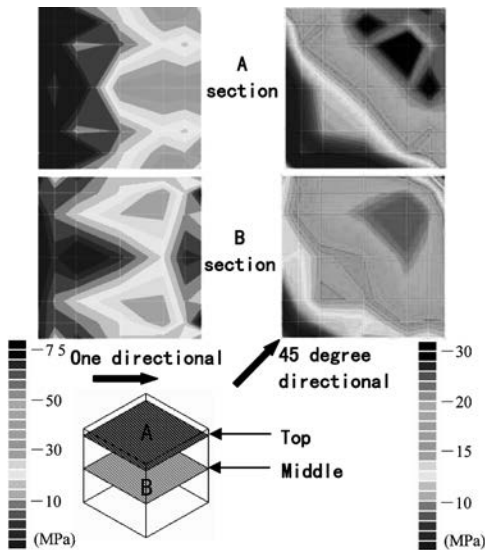 A
section
B
section
One directional
45 degree
directional
-75
-50
-30
-10
(MPa)
A
B
Top
Middle
-30
-20
-15
-10
(MPa)